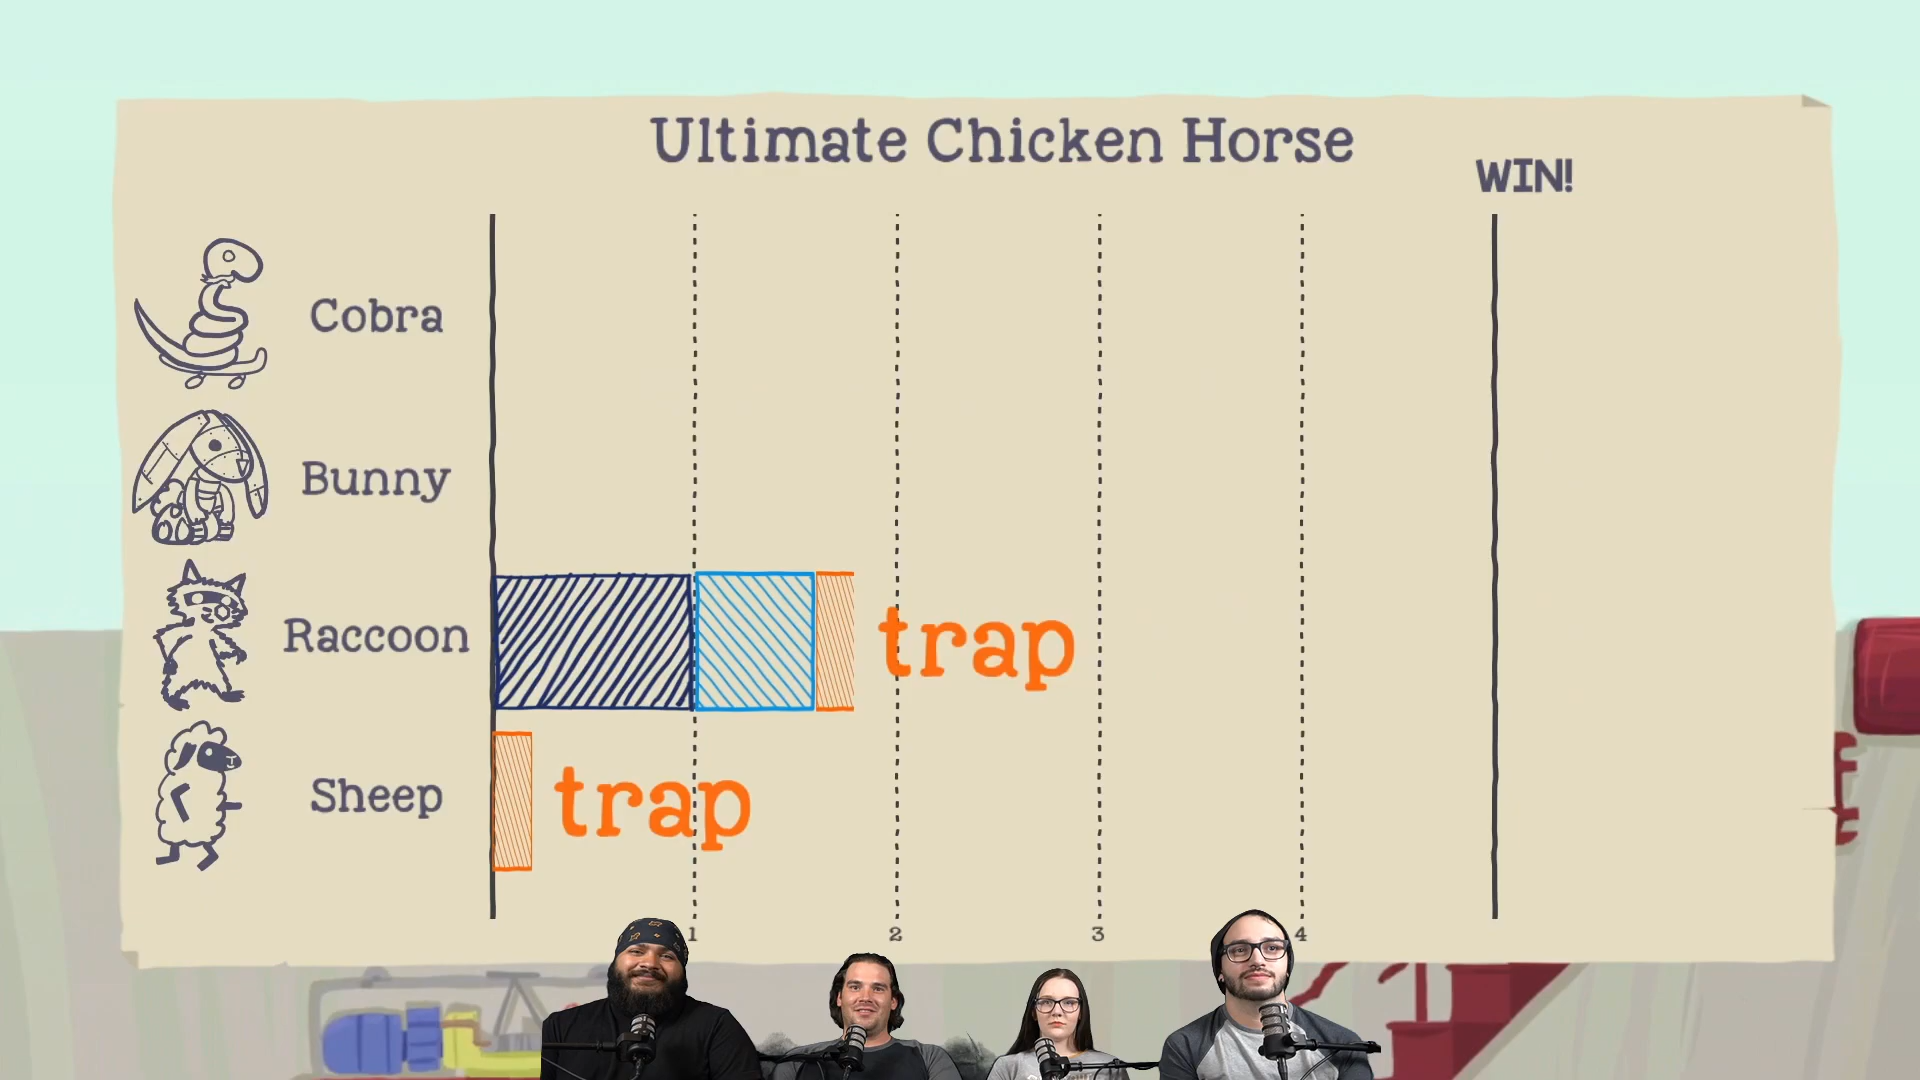 Ultimate Chicken Horse
WIN!
Cobra
Bunny
Raccoon
trap
Sheep
trap
1
2
3
4